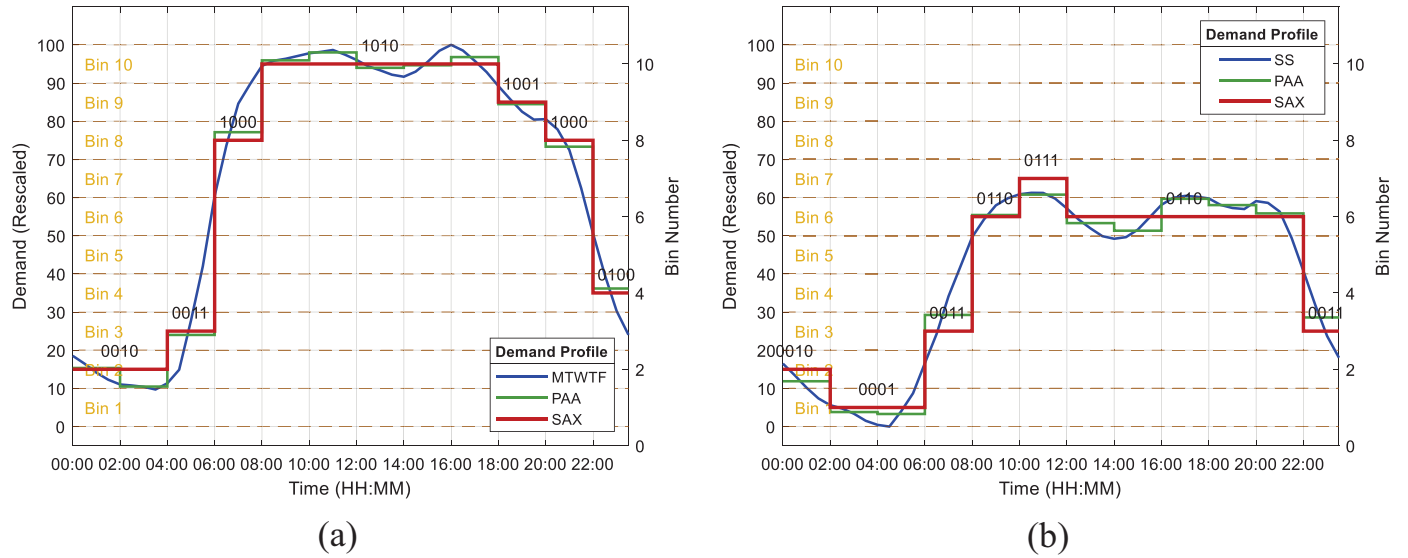 100
90
80
70
60
50
40
30
20
10
0
Demand (Rescaled)
Bin 10
Bin 9
Bin 8
Bin 7
Bin 6
Bin 5
Bin 4
Bin 3
Bin 2
Bin 1
0010
0011
1000
1010
1001
1000
0100
10
8
6
4
2
0
Bin Number
Demand Profile
MTWTF
PAA
SAX
00:00 02:00 04:00 06:00 08:00 10:00 12:00 14:00 16:00 18:00 20:00 22:00
Time (HH:MM)
(a)
100
90
80
70
60
50
40
30
20
10
0
Demand (Rescaled)
Bin 10
Bin 9
Bin 8
Bin 7
Bin 6
Bin 5
Bin 4
Bin 3
Bin 2
Bin
0010
0001
0011
0110
0111
0110
0011
10
8
6
4
2
0
Bin Number
Demand Profile
SS
PAA
SAX
00:00 02:00 04:00 06:00 08:00 10:00 12:00 14:00 16:00 18:00 20:00 22:00
Time (HH:MM)
(b)